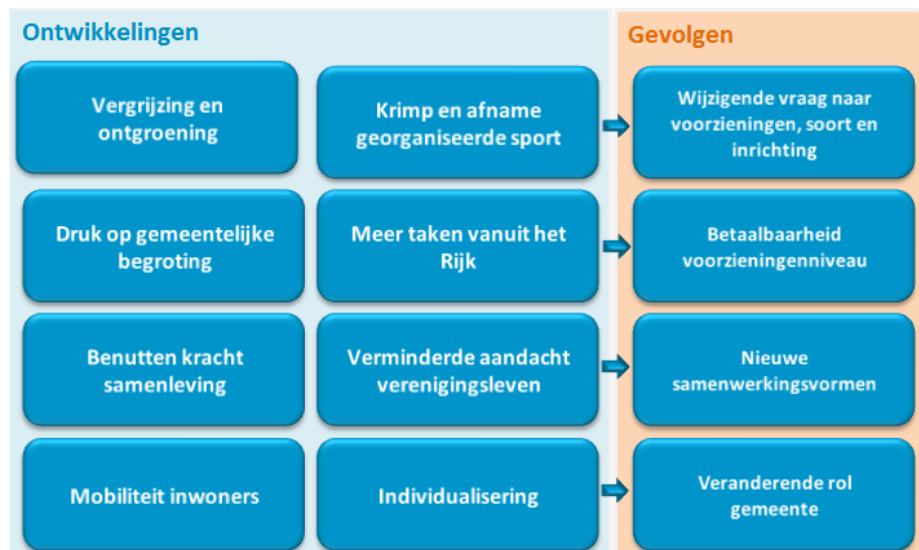 Ontwikkelingen
Gevolgen
Vergrijzing en
ontgroening
Krimp en afname
georganiseerde sport
Wijzigende vraag naar
voorzieningen, soort en
inrichting
Druk op gemeentelijke
begroting
Meer taken vanuit het
Rijk
Betaalbaarheid
voorzieningenniveau
Benutten kracht
samenleving
Verminderde aandacht
verenigingsleven
Nieuwe
samenwerkingsvormen
Mobiliteit inwoners
Individualisering
Veranderende rol
gemeente